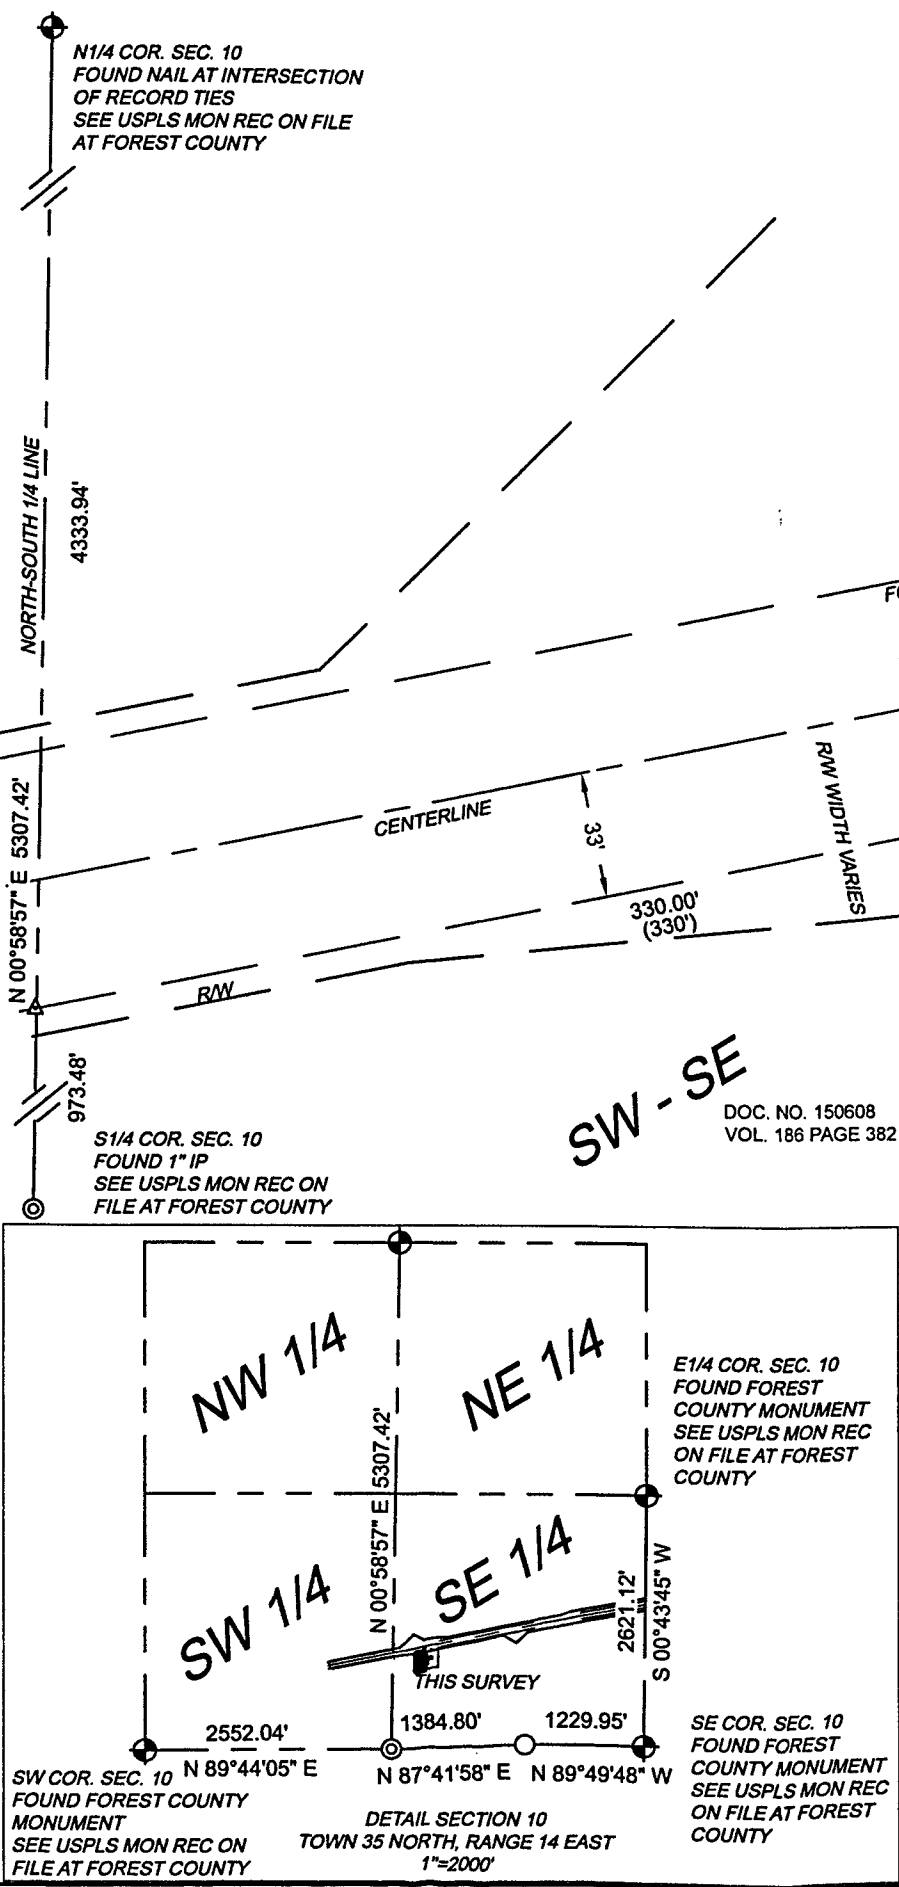 N1/4 COR. SEC. 10
FOUND NAIL AT INTERSECTION
OF RECORD TIES
SEE USPLS MON REC ON FILE
AT FOREST COUNTY
NORTH-SOUTH 1/4 LINE
4333.94'
N 00°58'57" E 5307.42'
CENTERLINE
33'
R/W WIDTH VARIES
330.00'
(330')
R/W
973.48'
SW - SE
DOC. NO. 150608
VOL. 186 PAGE 382
S1/4 COR. SEC. 10
FOUND 1" IP
SEE USPLS MON REC ON
FILE AT FOREST COUNTY
NW 1/4
NE 1/4
E1/4 COR. SEC. 10
FOUND FOREST
COUNTY MONUMENT
SEE USPLS MON REC
ON FILE AT FOREST
COUNTY
N 00°58'57" E 5307.42'
SW 1/4
SE 1/4
2621.12'
S 00°43'45" W
THIS SURVEY
2552.04'
1384.80'
1229.95'
N 89°44'05" E
N 87°41'58" E
N 89°49'48" W
SW COR. SEC. 10
FOUND FOREST COUNTY
MONUMENT
SEE USPLS MON REC ON
FILE AT FOREST COUNTY
SE COR. SEC. 10
FOUND FOREST
COUNTY MONUMENT
SEE USPLS MON REC
ON FILE AT FOREST
COUNTY
DETAIL SECTION 10
TOWN 35 NORTH, RANGE 14 EAST
1"=2000'